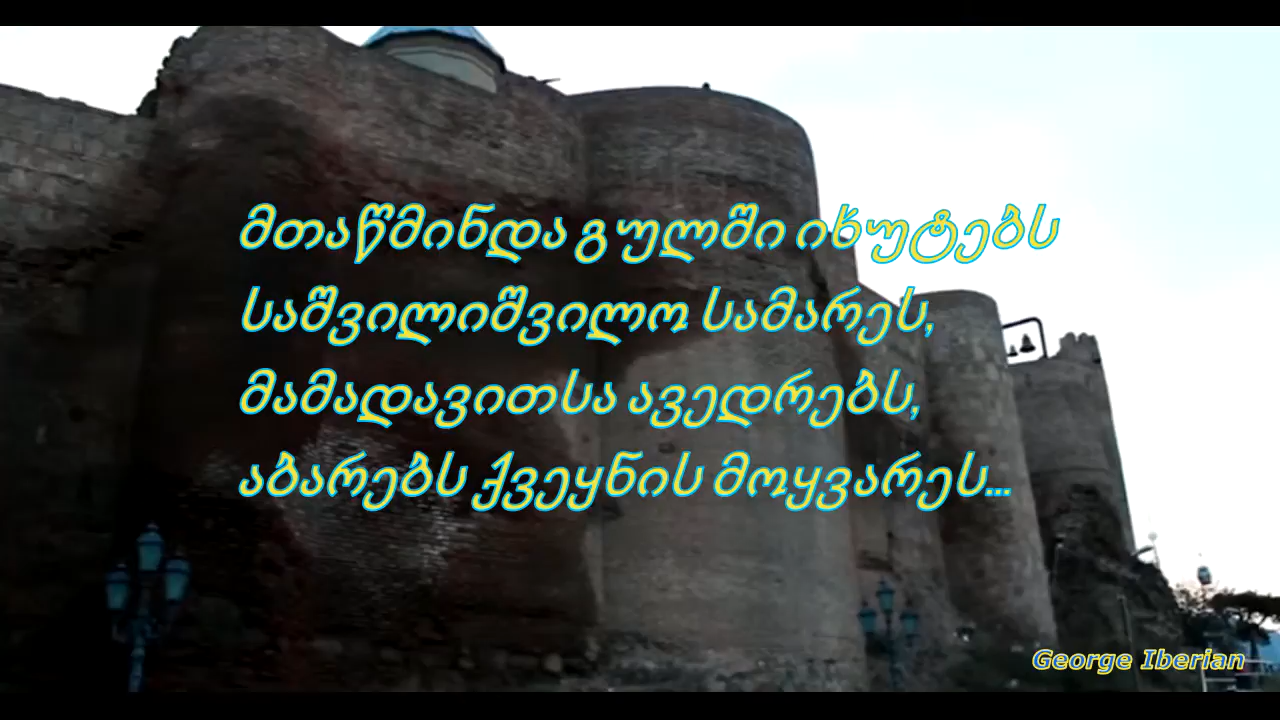 მთაწმინდა გულში იხუტებს
საშვილიშვილო სამარეს,
მამადავითსა ავედრებს,
აბარებს ქვეყნის მოყვარეს...
George Iberian